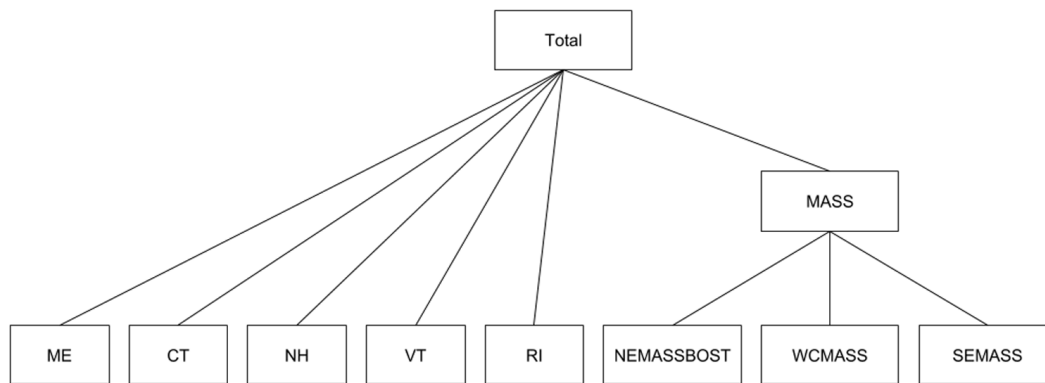 Total
MASS
ME
CT
NH
VT
RI
NEMASSBOST
WCMASS
SEMASS